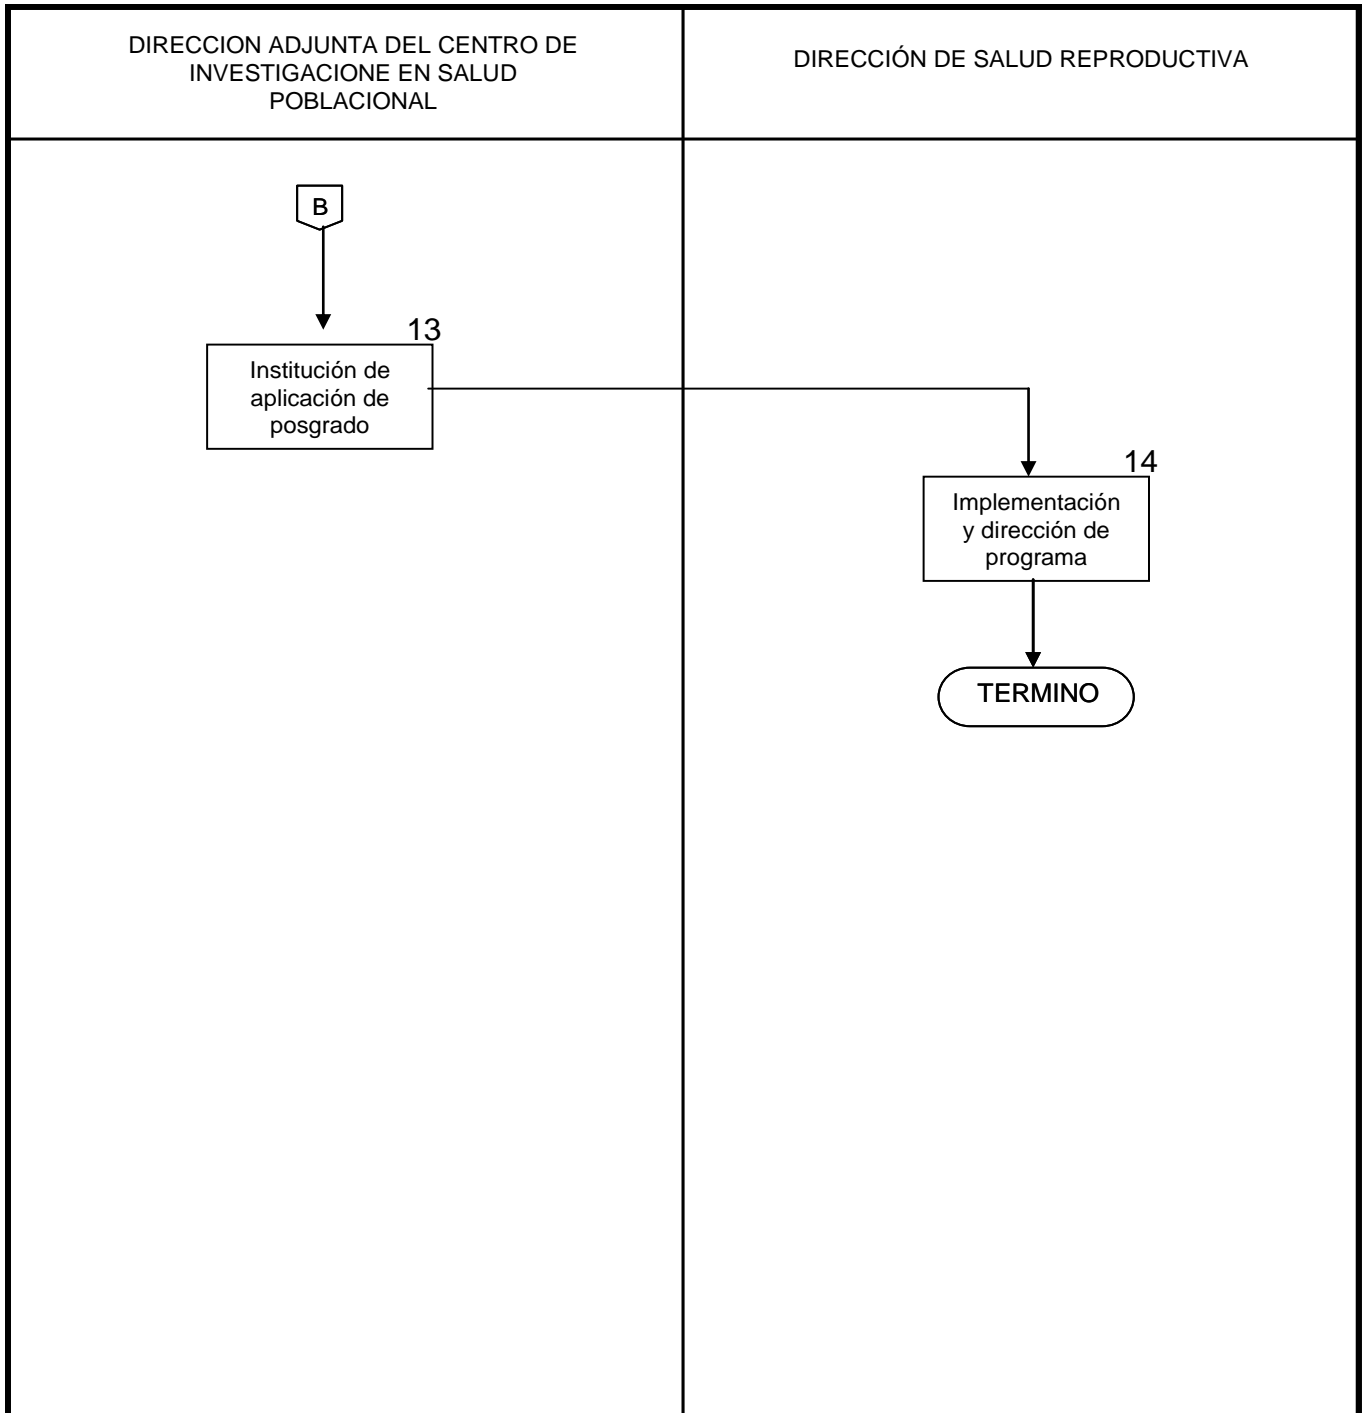 DIRECCION ADJUNTA DEL CENTRO DE
INVESTIGACIONE EN SALUD
POBLACIONAL
DIRECCIÓN DE SALUD REPRODUCTIVA
B
13
Institución de
aplicación de
posgrado
14
Implementación
y dirección de
programa
TERMINO